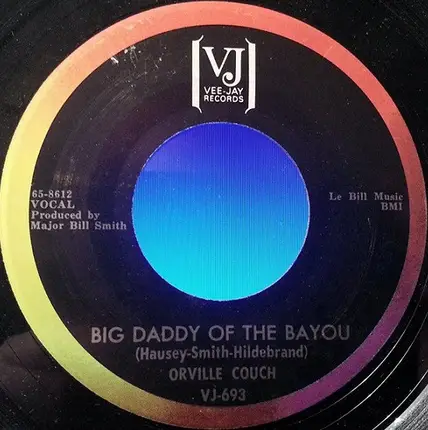 VJ
VEE-JAY
RECORDS
65-8612
VOCAL
Produced by
Major Bill Smith
Le Bill Music
BMI
BIG DADDY OF THE BAYOU
(Hausey-Smith-Hildebrand)
ORVILLE COUCH
VJ-693